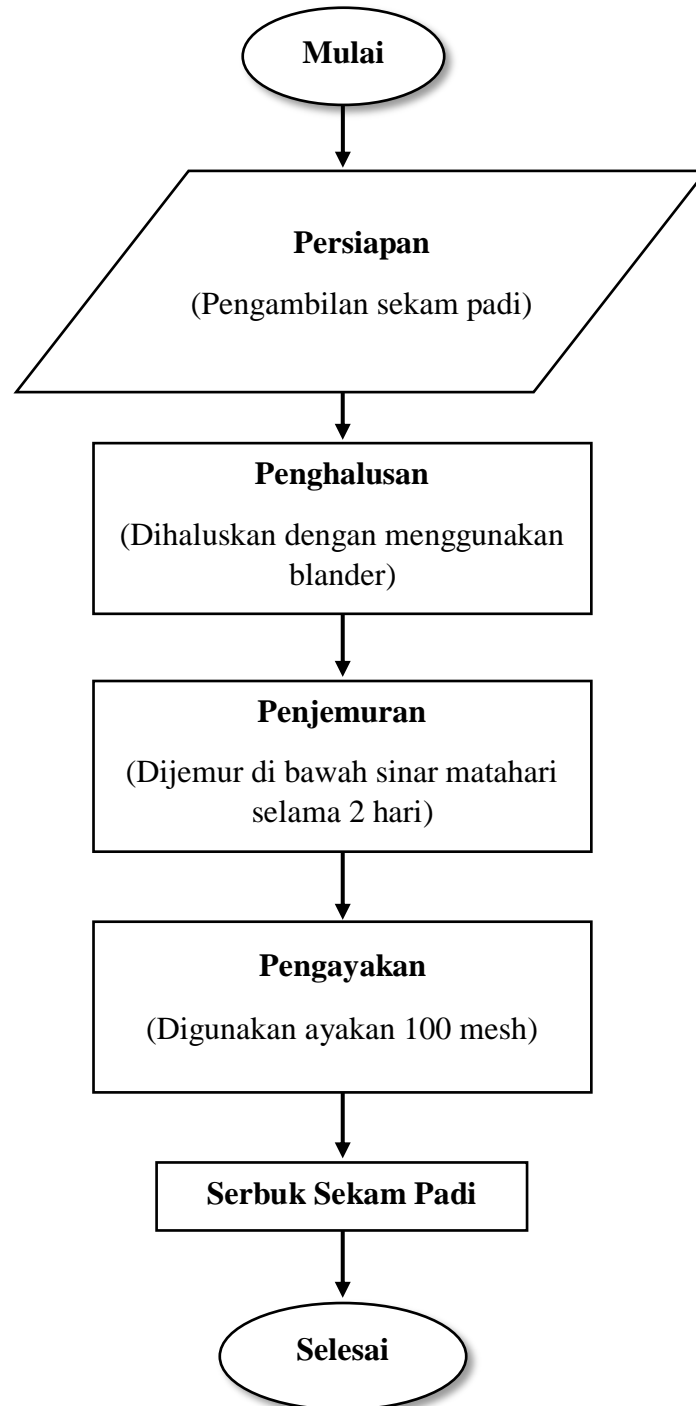 Mulai
Persiapan
(Pengambilan sekam padi)
Penghalusan
(Dihaluskan dengan menggunakan
blander)
Penjemuran
(Dijemur di bawah sinar matahari
selama 2 hari)
Pengayakan
(Digunakan ayakan 100 mesh)
Serbuk Sekam Padi
Selesai